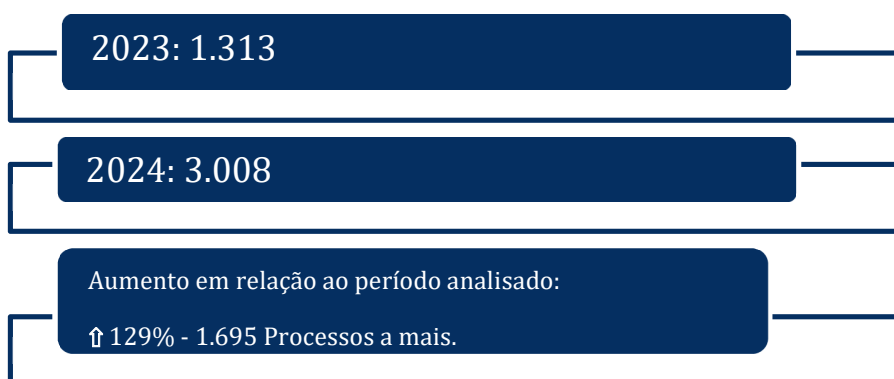 2023: 1.313
2024: 3.008
Aumento em relação ao período analisado:
⇧ 129% - 1.695 Processos a mais.